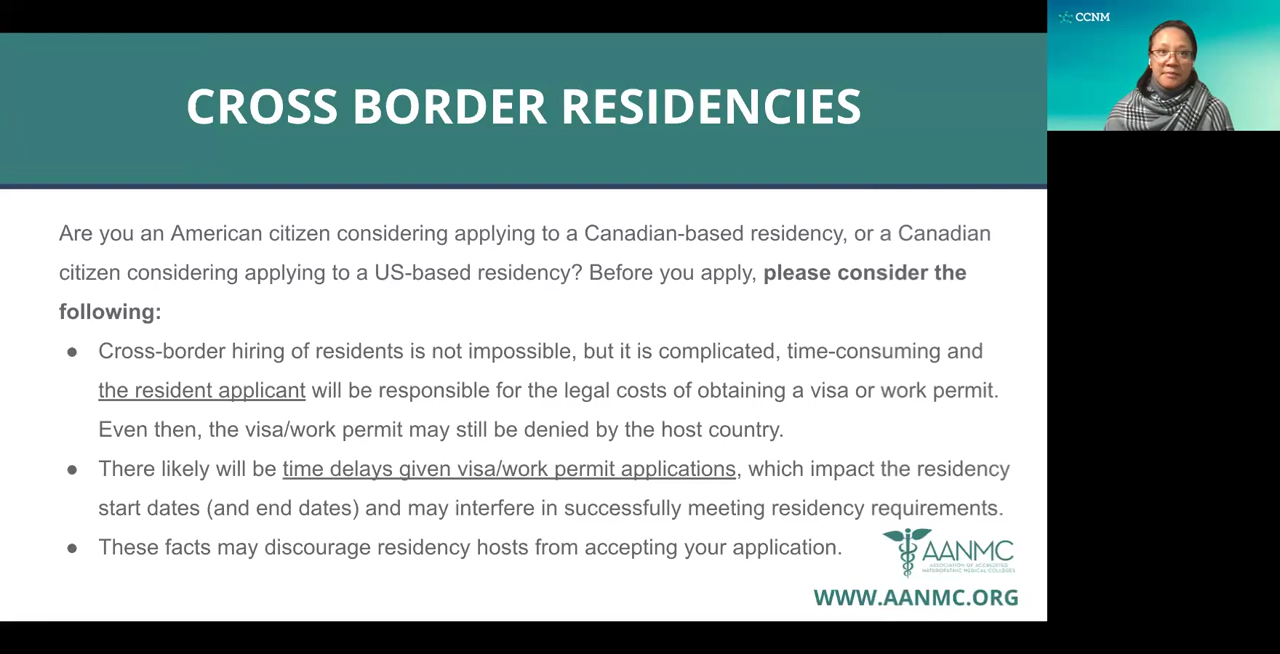 CCNM
CROSS BORDER RESIDENCIES
Are you an American citizen considering applying to a Canadian-based residency, or a Canadian
citizen considering applying to a US-based residency? Before you apply, please consider the
following:
● Cross-border hiring of residents is not impossible, but it is complicated, time-consuming and
the resident applicant will be responsible for the legal costs of obtaining a visa or work permit.
Even then, the visa/work permit may still be denied by the host country.
● There likely will be time delays given visa/work permit applications, which impact the residency
start dates (and end dates) and may interfere in successfully meeting residency requirements.
● These facts may discourage residency hosts from accepting your application.
AANMC
ASSOCIATION OF ACCREDITED
NATUROPATHIC MEDICAL COLLEGES
WWW.AANMC.ORG